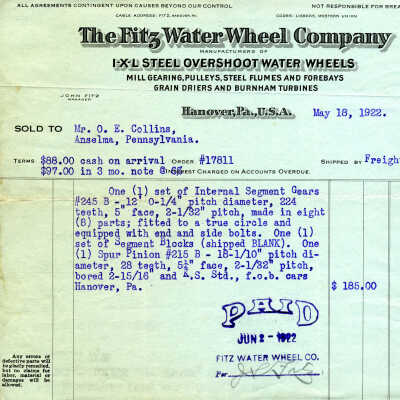 ALL AGREEMENTS CONTINGENT UPON CAUSES BEYOND OUR CONTROL
NOT RESPONSIBLE FOR BREA
CABLE ADDRESS: FITZ, HANOVER, PA.
CODES: LIEBERS, WESTERN UNION
The Fitz Water Wheel Company
MANUFACTURERS OF
I-X-L STEEL OVERSHOOT WATER WHEELS
MILL GEARING, PULLEYS, STEEL FLUMES AND FOREBAYS
GRAIN DRIERS AND BURNHAM TURBINES
JOHN FITZ
MANAGER
Hanover, Pa., U.S.A.
May 18, 1922.
SOLD TO Mr. O. E. Collins,
Anselma, Pennsylvania.
TERMS $88.00 cash on arrival ORDER #17811 SHIPPED BY Freight
$97.00 in 3 mo. note @ 6% INTEREST CHARGED ON ACCOUNTS OVERDUE.
One (1) set of Internal Segment Gears
#245 B - 12' 0-1/4" pitch diameter, 224
teeth, 5" face, 2-1/32" pitch, made in eight
(8) parts; fitted to a true circle and
equipped with end and side bolts. One (1)
set of Segment Blocks (shipped BLANK). One
(1) Spur Pinion #215 B - 18-1/10" pitch di-
ameter, 28 teeth, 5¼" face, 2-1/32" pitch,
bored 2-15/16" and K.S. Std., f.o.b. cars
Hanover, Pa.
$ 185.00
PAID
JUN 2 - 1922
FITZ WATER WHEEL CO.
Per
Any errors or
defective parts will
be gladly remedied,
but no claims for
labor, material or
damages will be
allowed.